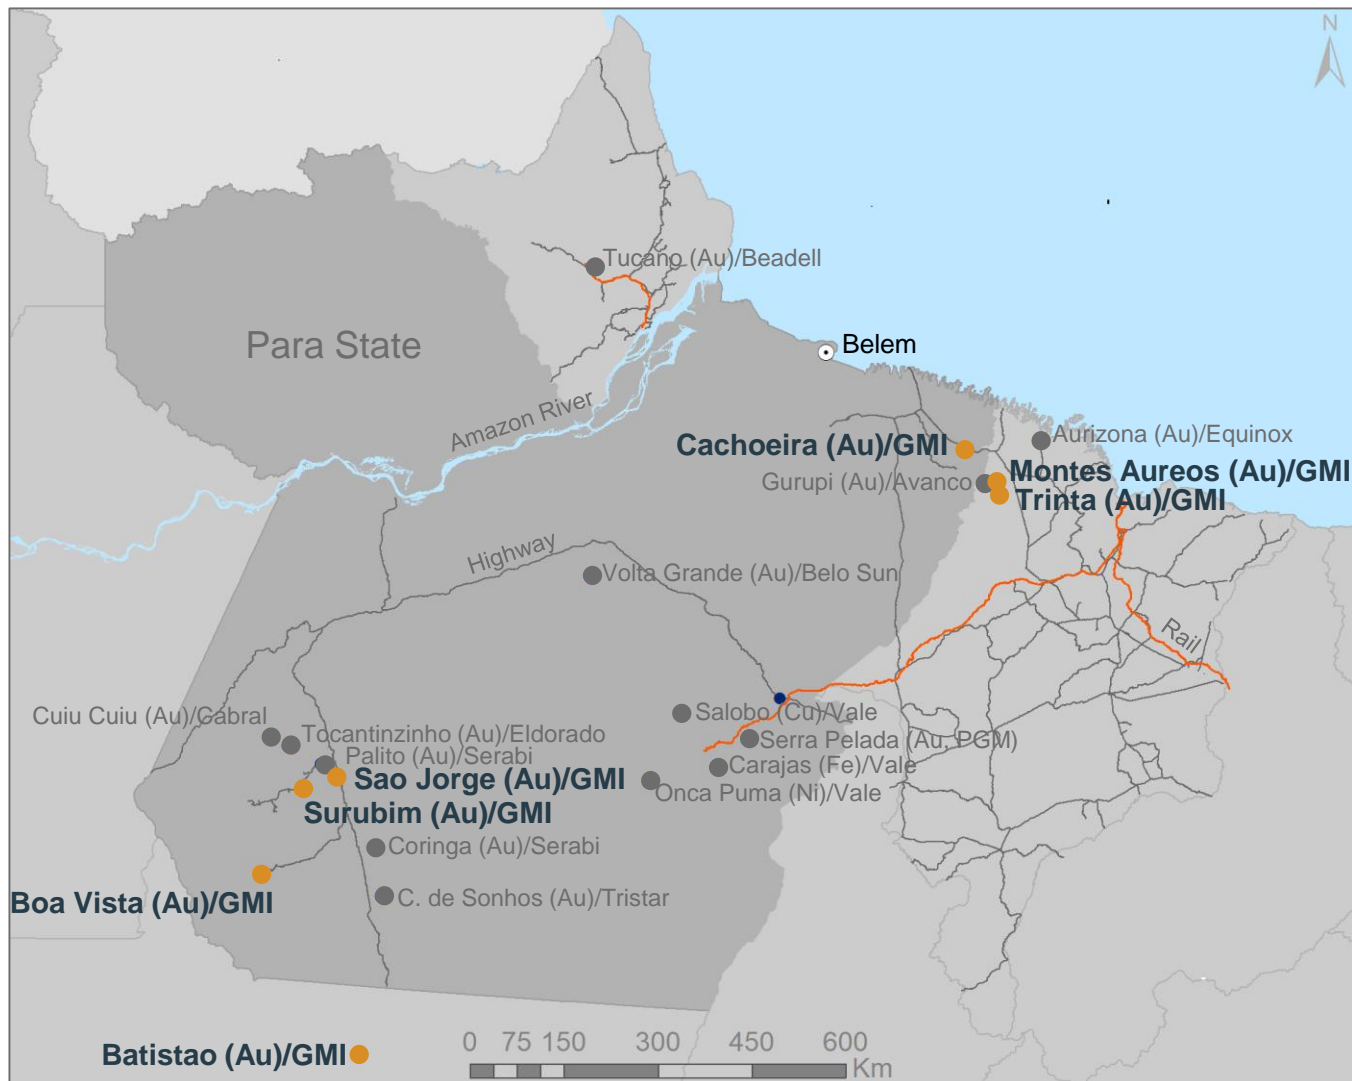 N
Tucano (Au)/Beadell
Para State
Belem
Amazon River
Cachoeira (Au)/GMI
Aurizona (Au)/Equinox
Montes Aureos (Au)/GMI
Gurupi (Au)/Avanco
Trinta (Au)/GMI
Highway
Volta Grande (Au)/Belo Sun
Rail
Cuiu Cuiu (Au)/Cabral
Salobo (Cu)/Vale
Tocantinzinho (Au)/Eldorado
Serra Pelada (Au, PGM)
Palito (Au)/Serabi
Carajas (Fe)/Vale
Sao Jorge (Au)/GMI
Onca Puma (Ni)/Vale
Surubim (Au)/GMI
Coringa (Au)/Serabi
Boa Vista (Au)/GMI
C. de Sonhos (Au)/Tristar
Batistao (Au)/GMI
0 75 150 300 450 600
Km